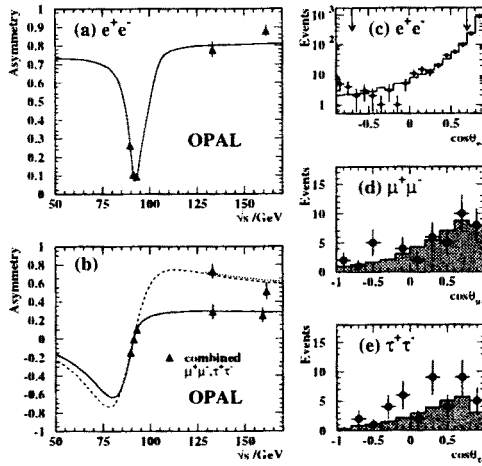 Asymmetry
1
0.9
0.8
0.7
0.6
0.5
0.4
0.3
0.2
0.1
0
(a) e⁺e⁻
OPAL
50 75 100 125 150
√s /GeV
Asymmetry
1
0.8
0.6
0.4
0.2
-0
-0.2
-0.4
-0.6
-0.8
-1
(b)
combined
μ⁺μ⁻,τ⁺τ⁻
OPAL
50 75 100 125 150
√s /GeV
Events
10³
10²
10
1
(c) e⁺e⁻
-0.5 0 0.5
Events
15
10
5
0
(d) μ⁺μ⁻
-1 -0.5 0 0.5
cosθμ
Events
15
10
5
0
(e) τ⁺τ⁻
-1 -0.5 0 0.5
cosθτ